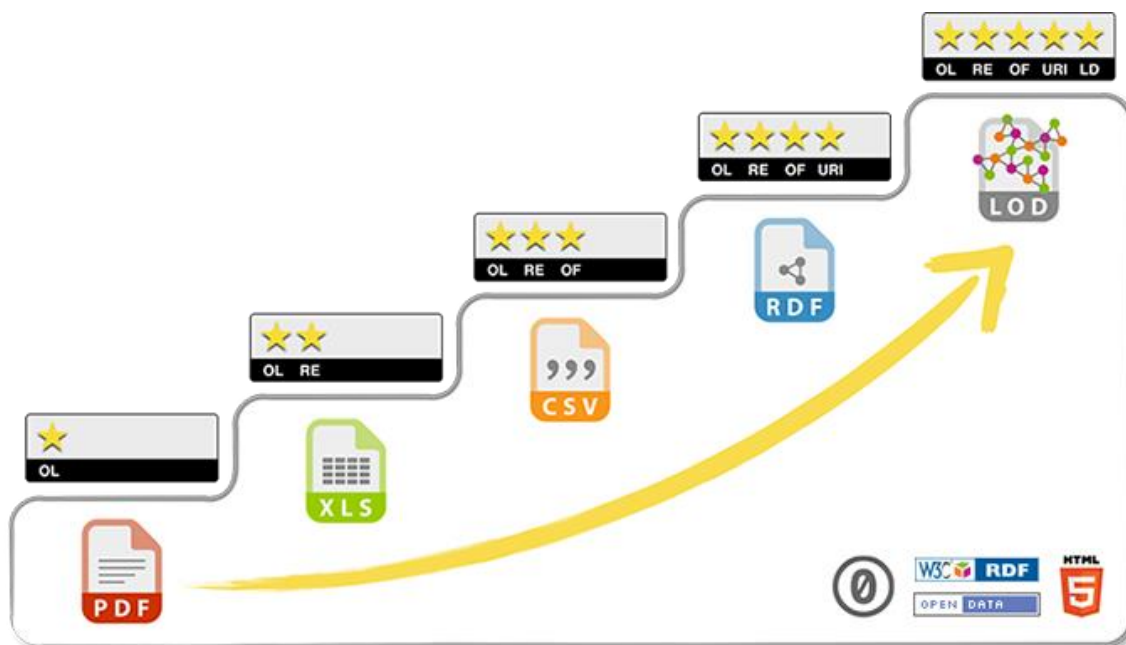 OL RE OF URI LD
LOD
OL RE OF URI
RDF
OL RE OF
,,,
CSV
OL RE
XLS
OL
PDF
0
W3C RDF
OPEN DATA
HTML
5